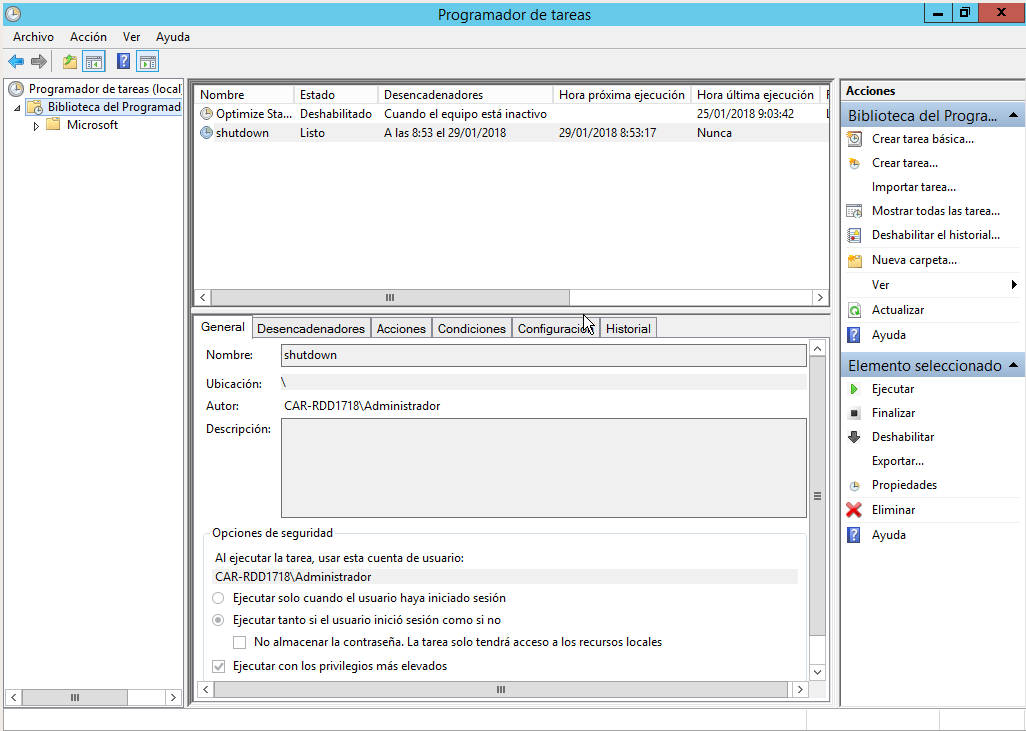 Programador de tareas
Archivo Acción Ver Ayuda
Programador de tareas (local
Biblioteca del Programad
Microsoft
Nombre Estado Desencadenadores Hora próxima ejecución Hora última ejecución
Optimize Sta... Deshabilitado Cuando el equipo está inactivo 25/01/2018 9:03:42
shutdown Listo A las 8:53 el 29/01/2018 29/01/2018 8:53:17 Nunca
General Desencadenadores Acciones Condiciones Configuración Historial
Nombre: shutdown
Ubicación: \
Autor: CAR-RDD1718\Administrador
Descripción:
Opciones de seguridad
Al ejecutar la tarea, usar esta cuenta de usuario:
CAR-RDD1718\Administrador
Ejecutar solo cuando el usuario haya iniciado sesión
Ejecutar tanto si el usuario inició sesión como si no
No almacenar la contraseña. La tarea solo tendrá acceso a los recursos locales
Ejecutar con los privilegios más elevados
Acciones
Biblioteca del Progra...
Crear tarea básica...
Crear tarea...
Importar tarea...
Mostrar todas las tarea...
Deshabilitar el historial...
Nueva carpeta...
Ver
Actualizar
Ayuda
Elemento seleccionado
Ejecutar
Finalizar
Deshabilitar
Exportar...
Propiedades
Eliminar
Ayuda